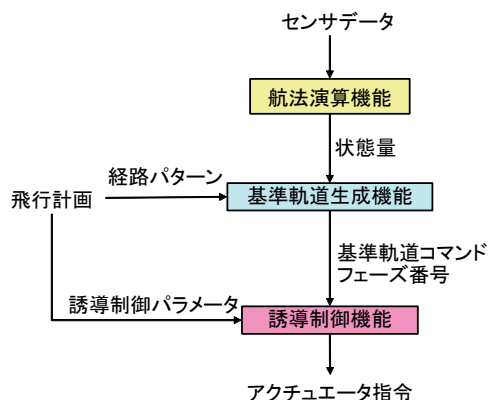 センサデータ
航法演算機能
状態量
経路パターン
飛行計画
基準軌道生成機能
基準軌道コマンド
フェーズ番号
誘導制御パラメータ
誘導制御機能
アクチュエータ指令